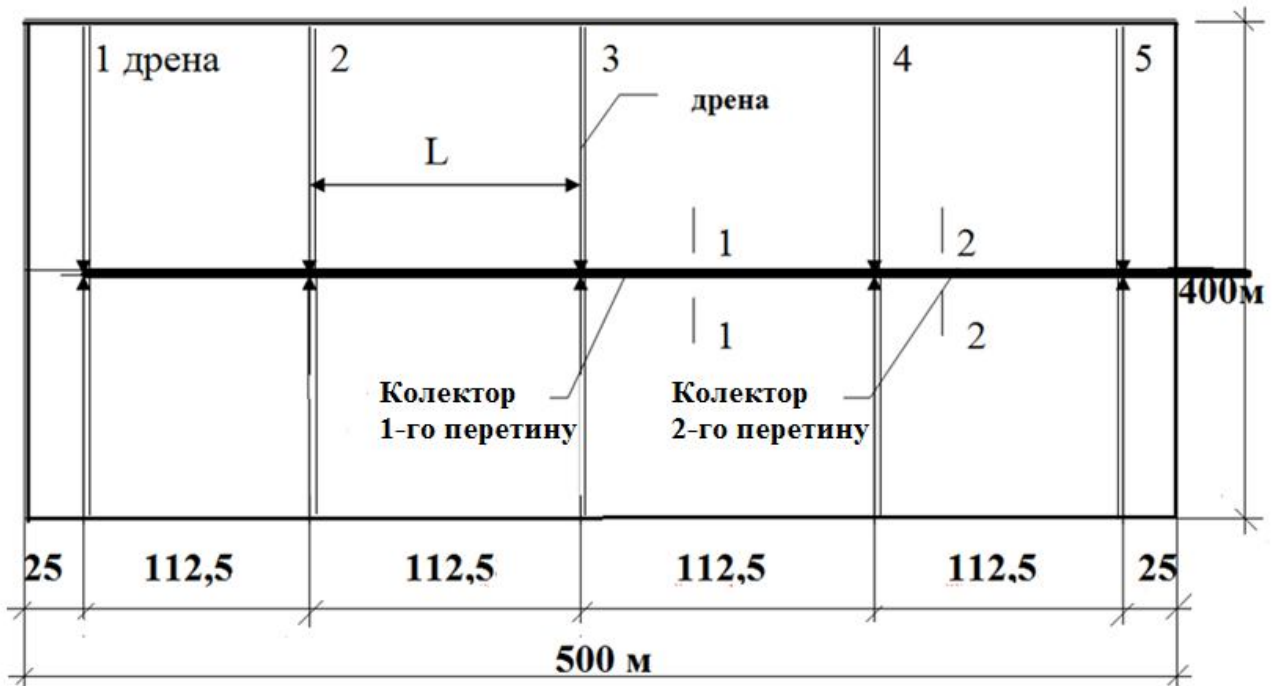 1 дрена 2 3 4 5
дрена
L
1 2
400м
1 2
Колектор Колектор
1-го перетину 2-го перетину
25 112,5 112,5 112,5 112,5 25
500 м